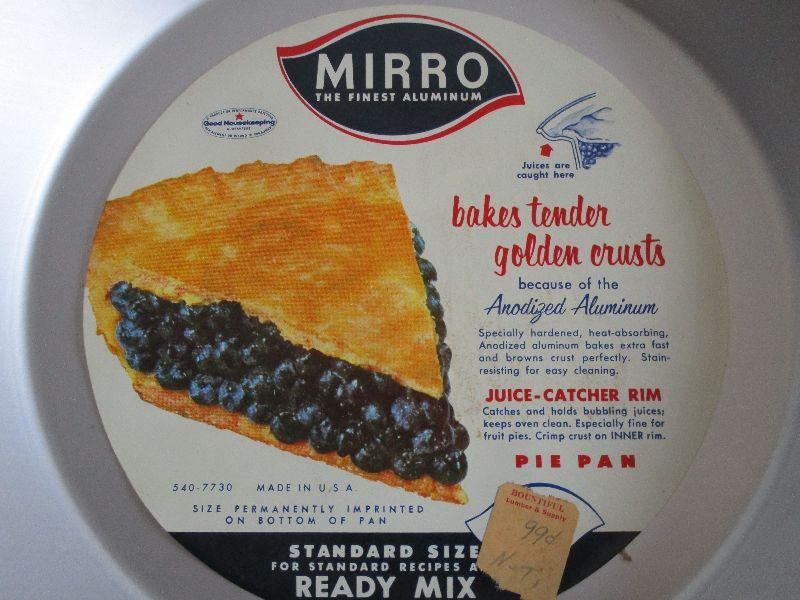 MIRRO
THE FINEST ALUMINUM
Good Housekeeping
Juices are
caught here
bakes tender
golden crusts
because of the
Anodized Aluminum
Specially hardened, heat-absorbing,
Anodized aluminum bakes extra fast
and browns crust perfectly. Stain-
resisting for easy cleaning.
JUICE-CATCHER RIM
Catches and holds bubbling juices;
keeps oven clean. Especially fine for
fruit pies. Crimp crust on INNER rim.
PIE PAN
540-7730 MADE IN U.S.A.
SIZE PERMANENTLY IMPRINTED
ON BOTTOM OF PAN
BOUNTIFUL
Lumber & Supply
99¢
STANDARD SIZE
FOR STANDARD RECIPES
READY MIX